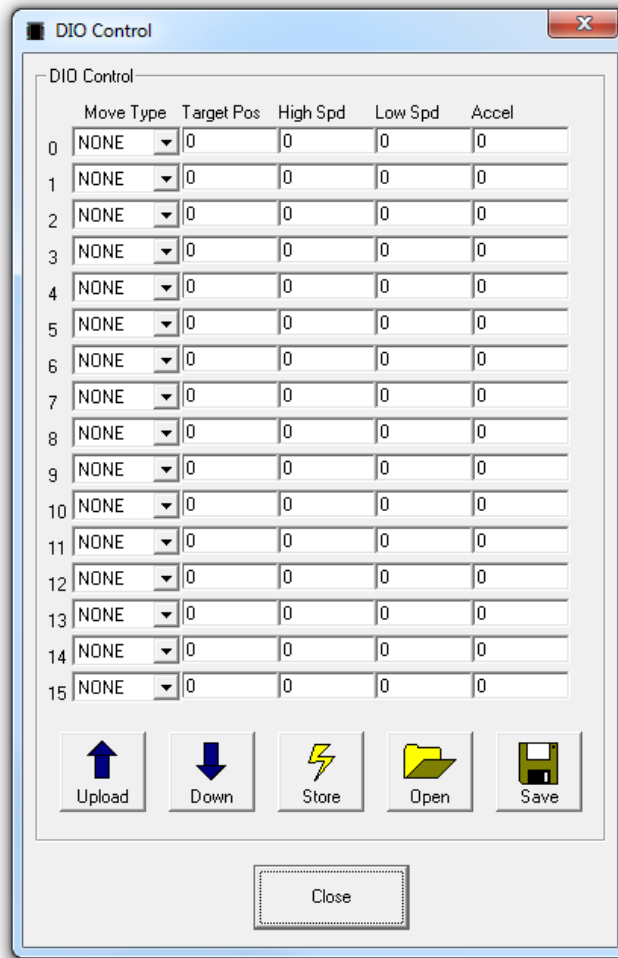 DIO Control
DIO Control
Move Type Target Pos High Spd Low Spd Accel
0 NONE 0 0 0 0
1 NONE 0 0 0 0
2 NONE 0 0 0 0
3 NONE 0 0 0 0
4 NONE 0 0 0 0
5 NONE 0 0 0 0
6 NONE 0 0 0 0
7 NONE 0 0 0 0
8 NONE 0 0 0 0
9 NONE 0 0 0 0
10 NONE 0 0 0 0
11 NONE 0 0 0 0
12 NONE 0 0 0 0
13 NONE 0 0 0 0
14 NONE 0 0 0 0
15 NONE 0 0 0 0
Upload Down Store Open Save
Close